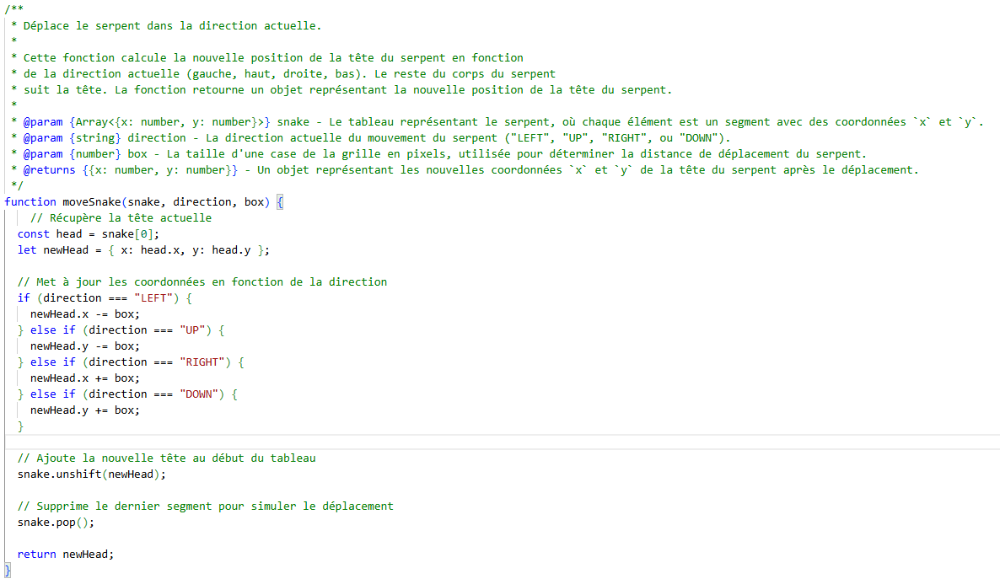 /**
 * Déplace le serpent dans la direction actuelle.
 *
 * Cette fonction calcule la nouvelle position de la tête du serpent en fonction
 * de la direction actuelle (gauche, haut, droite, bas). Le reste du corps du serpent
 * suit la tête. La fonction retourne un objet représentant la nouvelle position de la tête du serpent.
 *
 * @param {Array<{x: number, y: number}>} snake - Le tableau représentant le serpent, où chaque élément est un segment avec des coordonnées `x` et `y`.
 * @param {string} direction - La direction actuelle du mouvement du serpent ("LEFT", "UP", "RIGHT", ou "DOWN").
 * @param {number} box - La taille d'une case de la grille en pixels, utilisée pour déterminer la distance de déplacement du serpent.
 * @returns {{x: number, y: number}} - Un objet représentant les nouvelles coordonnées `x` et `y` de la tête du serpent après le déplacement.
 */
function moveSnake(snake, direction, box) {
    // Récupère la tête actuelle
  const head = snake[0];
  let newHead = { x: head.x, y: head.y };

  // Met à jour les coordonnées en fonction de la direction
  if (direction === "LEFT") {
    newHead.x -= box;
  } else if (direction === "UP") {
    newHead.y -= box;
  } else if (direction === "RIGHT") {
    newHead.x += box;
  } else if (direction === "DOWN") {
    newHead.y += box;
  }

  // Ajoute la nouvelle tête au début du tableau
  snake.unshift(newHead);

  // Supprime le dernier segment pour simuler le déplacement
  snake.pop();

  return newHead;
}